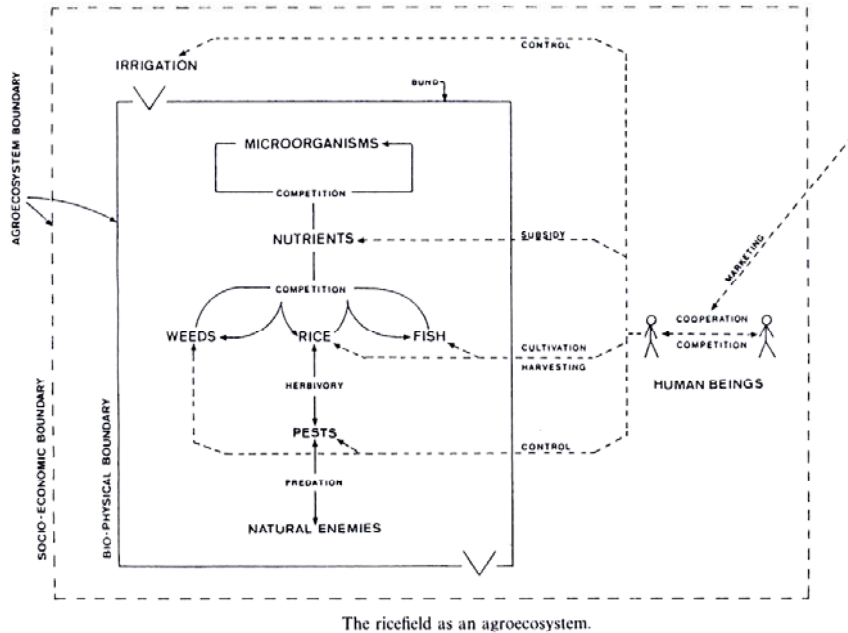 CONTROL
IRRIGATION
BUND
AGROECOSYSTEM BOUNDARY
MICROORGANISMS
COMPETITION
NUTRIENTS
SUBSIDY
MARKETING
COMPETITION
WEEDS
RICE
FISH
CULTIVATION
HARVESTING
COOPERATION
COMPETITION
HUMAN BEINGS
HERBIVORY
PESTS
CONTROL
PREDATION
NATURAL ENEMIES
SOCIO-ECONOMIC BOUNDARY
BIO-PHYSICAL BOUNDARY
The ricefield as an agroecosystem.